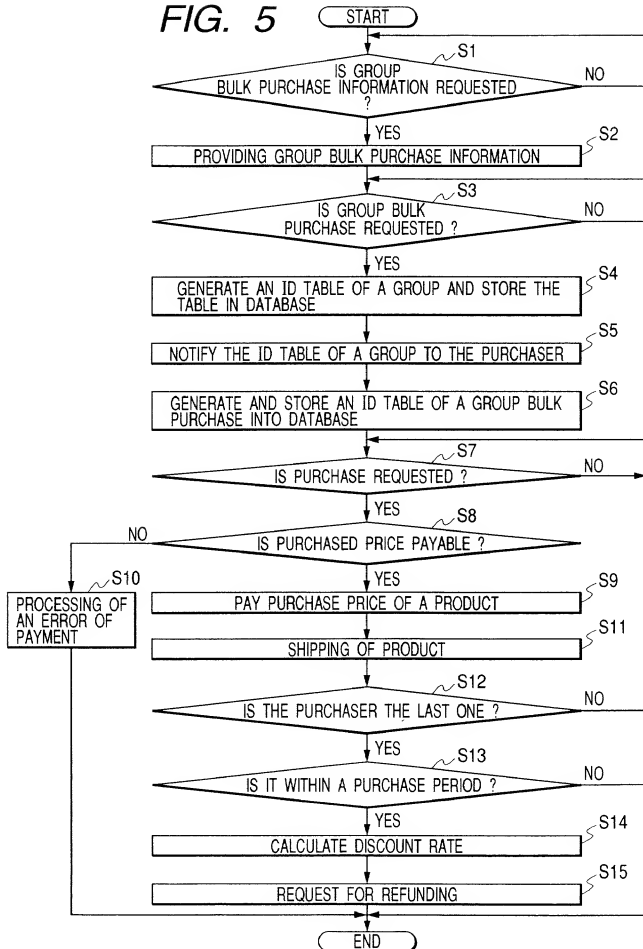 FIG. 5
START
S1
IS GROUP
BULK PURCHASE INFORMATION REQUESTED
?
NO
YES
S2
PROVIDING GROUP BULK PURCHASE INFORMATION
S3
IS GROUP BULK
PURCHASE REQUESTED ?
NO
YES
S4
GENERATE AN ID TABLE OF A GROUP AND STORE THE
TABLE IN DATABASE
S5
NOTIFY THE ID TABLE OF A GROUP TO THE PURCHASER
S6
GENERATE AND STORE AN ID TABLE OF A GROUP BULK
PURCHASE INTO DATABASE
S7
IS PURCHASE REQUESTED ?
NO
YES
S8
NO
IS PURCHASED PRICE PAYABLE ?
YES
S10
PROCESSING OF
AN ERROR OF
PAYMENT
S9
PAY PURCHASE PRICE OF A PRODUCT
S11
SHIPPING OF PRODUCT
S12
IS THE PURCHASER THE LAST ONE ?
NO
YES
S13
IS IT WITHIN A PURCHASE PERIOD ?
NO
YES
S14
CALCULATE DISCOUNT RATE
S15
REQUEST FOR REFUNDING
END